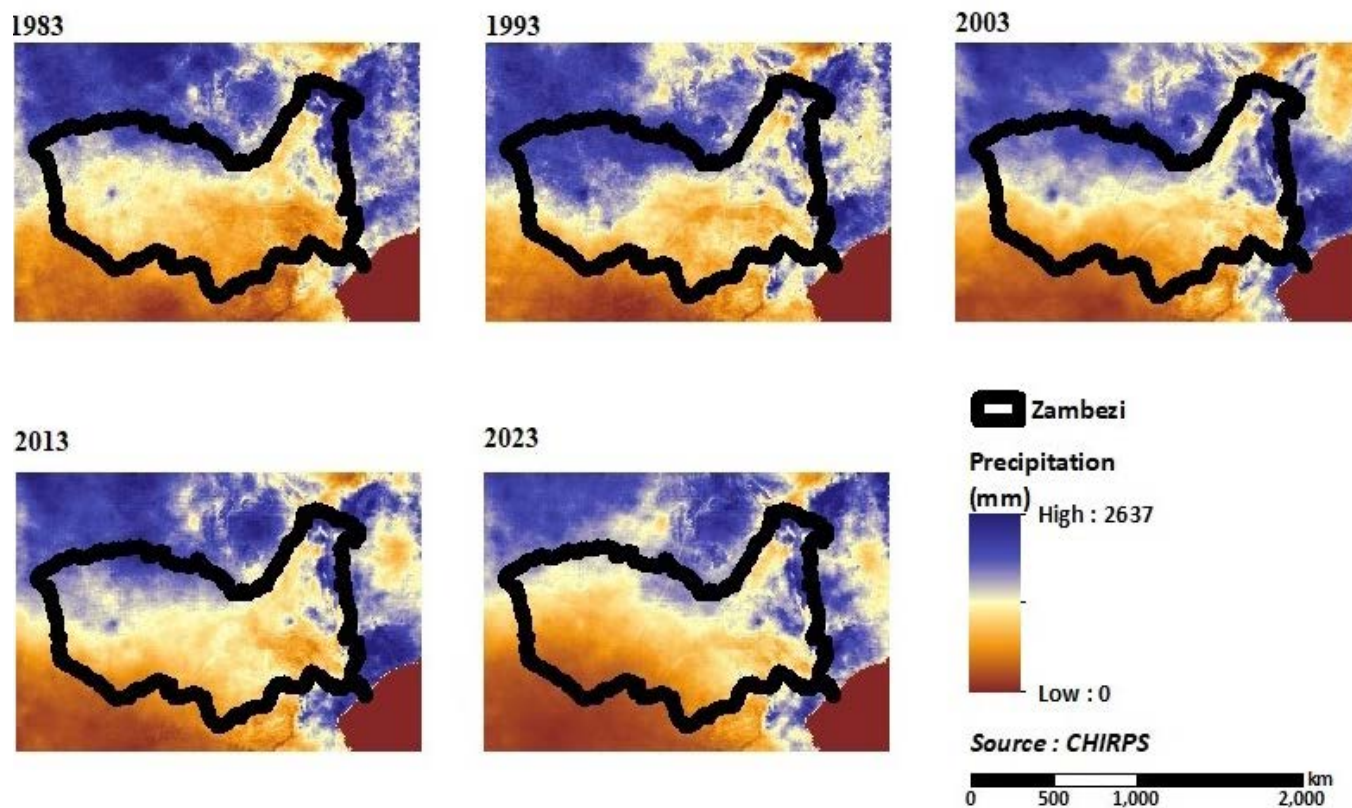 1983
1993
2003
2013
2023
Zambezi
Precipitation
(mm)
High : 2637
Low : 0
Source : CHIRPS
km
0 500 1,000 2,000